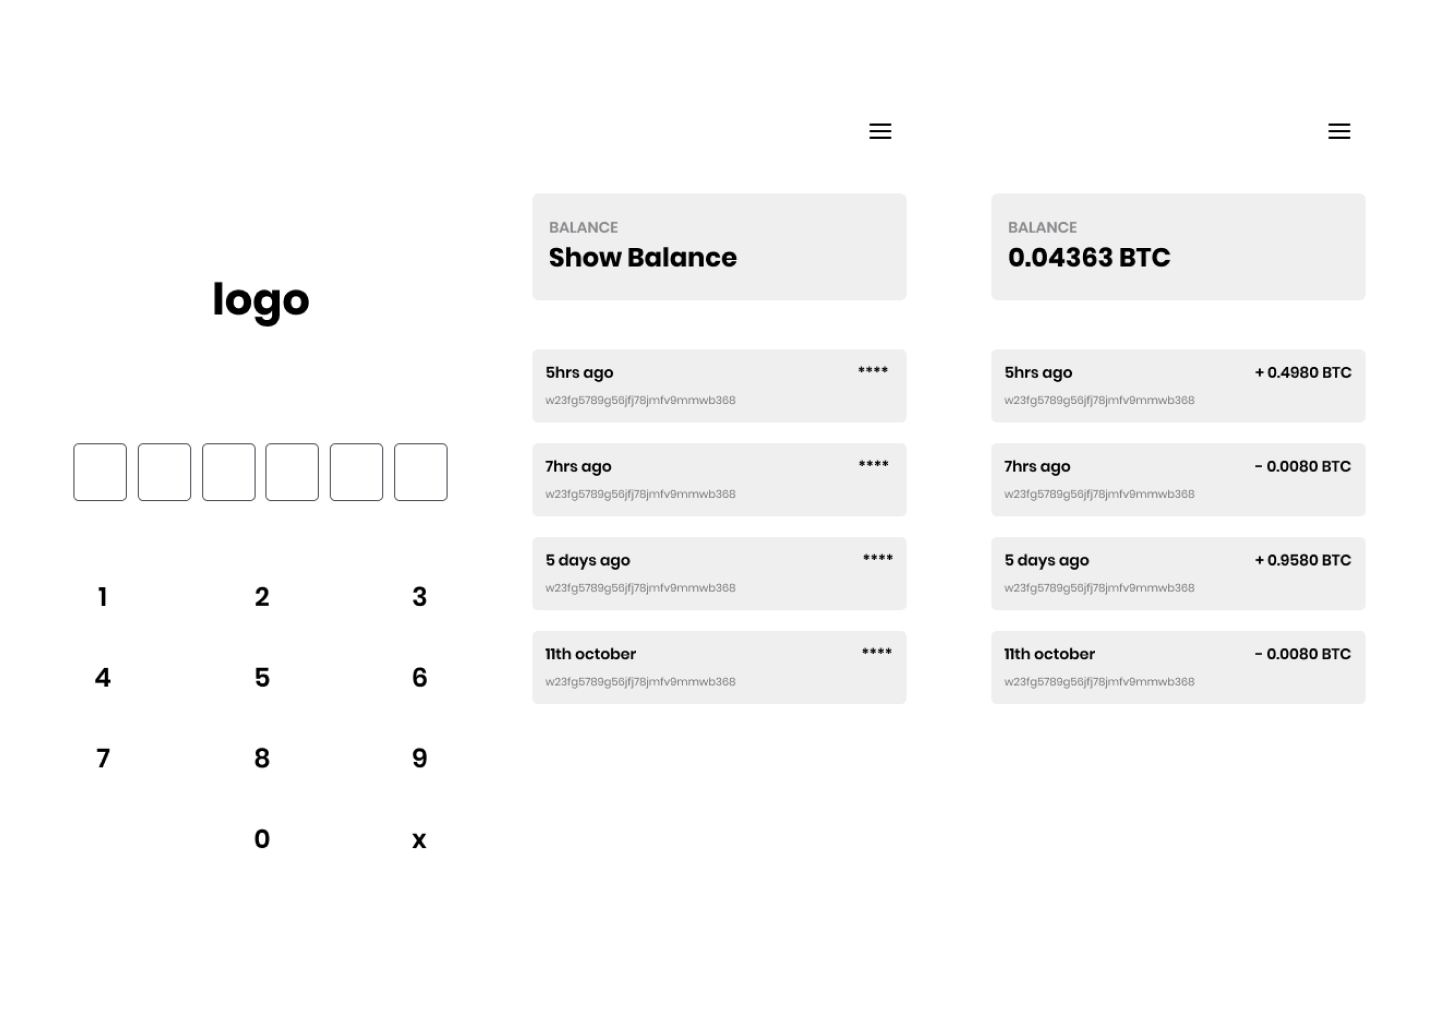 logo
1 2 3
4 5 6
7 8 9
0 x
BALANCE
Show Balance
5hrs ago ****
w23fg5789g56jfj78jmfv9mmwb368
7hrs ago ****
w23fg5789g56jfj78jmfv9mmwb368
5 days ago ****
w23fg5789g56jfj78jmfv9mmwb368
11th october ****
w23fg5789g56jfj78jmfv9mmwb368
BALANCE
0.04363 BTC
5hrs ago + 0.4980 BTC
w23fg5789g56jfj78jmfv9mmwb368
7hrs ago - 0.0080 BTC
w23fg5789g56jfj78jmfv9mmwb368
5 days ago + 0.9580 BTC
w23fg5789g56jfj78jmfv9mmwb368
11th october - 0.0080 BTC
w23fg5789g56jfj78jmfv9mmwb368